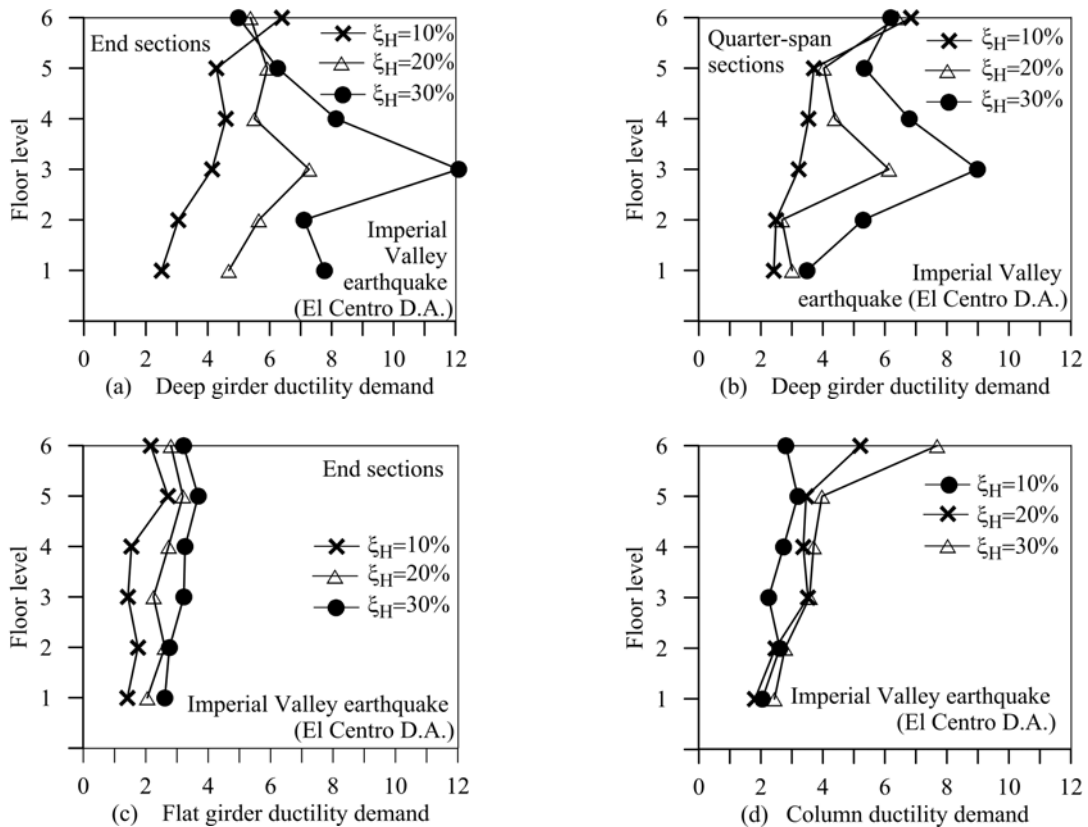 6
5
4
3
2
1
Floor level
End sections
ξH=10%
ξH=20%
ξH=30%
Imperial
Valley
earthquake
(El Centro D.A.)
0 2 4 6 8 10 12
(a) Deep girder ductility demand
6
5
4
3
2
1
Floor level
Quarter-span
sections
ξH=10%
ξH=20%
ξH=30%
Imperial Valley
earthquake (El Centro D.A.)
0 2 4 6 8 10 12
(b) Deep girder ductility demand
6
5
4
3
2
1
Floor level
End sections
ξH=10%
ξH=20%
ξH=30%
Imperial Valley earthquake
(El Centro D.A.)
0 2 4 6 8 10 12
(c) Flat girder ductility demand
6
5
4
3
2
1
Floor level
ξH=10%
ξH=20%
ξH=30%
Imperial Valley earthquake
(El Centro D.A.)
0 2 4 6 8 10 12
(d) Column ductility demand